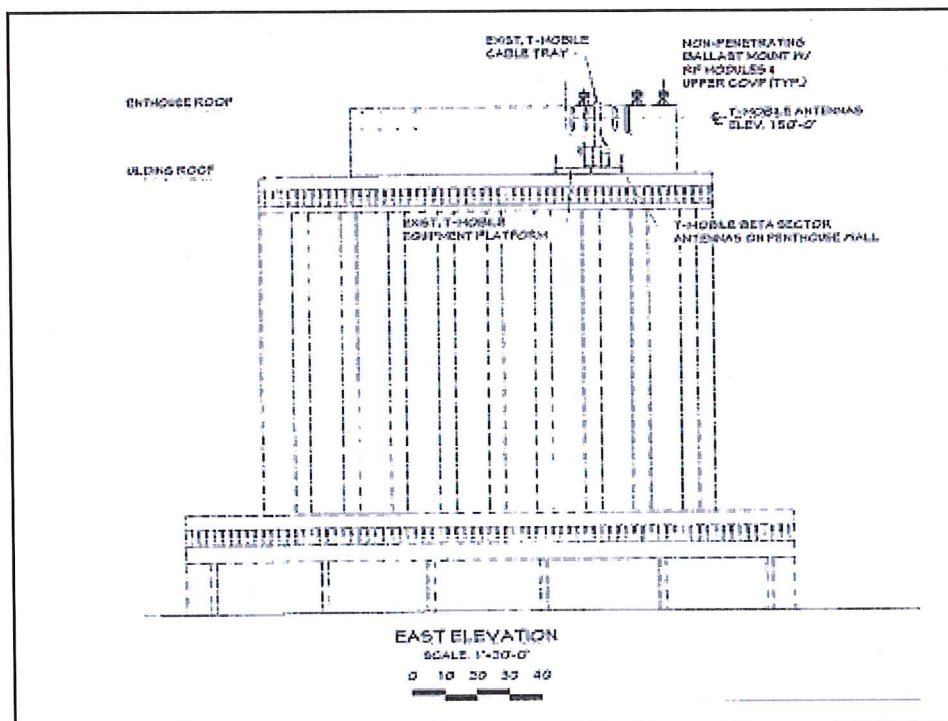 EXIST. T-MOBILE
CABLE TRAY
NON-PENETRATING
BALLAST MOUNT W/
RF MODULES &
UPPER COVP (TYP.)
ENTHOUSE ROOF
T-MOBILE ANTENNAS
ELEV. 150'-0"
UILDING ROOF
EXIST. T-MOBILE
EQUIPMENT PLATFORM
T-MOBILE BETA SECTOR
ANTENNAS ON PENTHOUSE WALL
EAST ELEVATION
SCALE: 1"=20'-0"
0 10 20 30 40